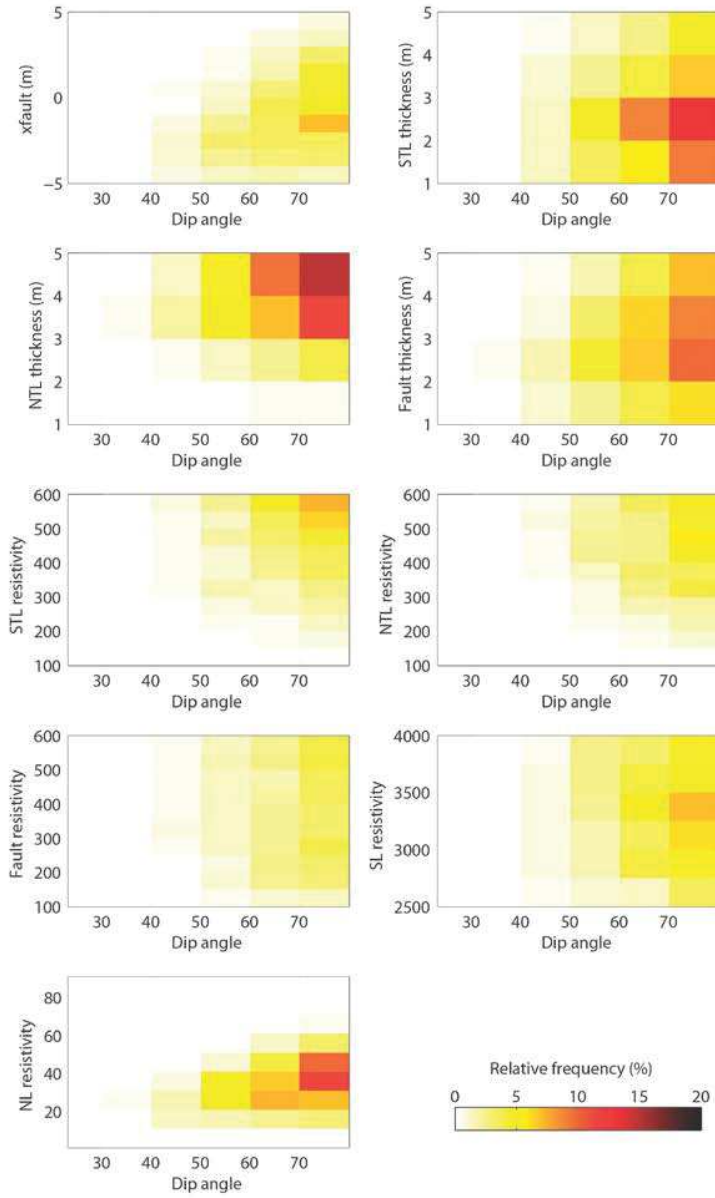 5
0
−5
xfault (m)
30 40 50 60 70
Dip angle
5
4
3
2
1
STL thickness (m)
30 40 50 60 70
Dip angle
5
4
3
2
1
NTL thickness (m)
30 40 50 60 70
Dip angle
5
4
3
2
1
Fault thickness (m)
30 40 50 60 70
Dip angle
600
500
400
300
200
100
STL resistivity
30 40 50 60 70
Dip angle
600
500
400
300
200
100
NTL resistivity
30 40 50 60 70
Dip angle
600
500
400
300
200
100
Fault resistivity
30 40 50 60 70
Dip angle
4000
3500
3000
2500
SL resistivity
30 40 50 60 70
Dip angle
80
60
40
20
NL resistivity
30 40 50 60 70
Dip angle
Relative frequency (%)
0 5 10 15 20